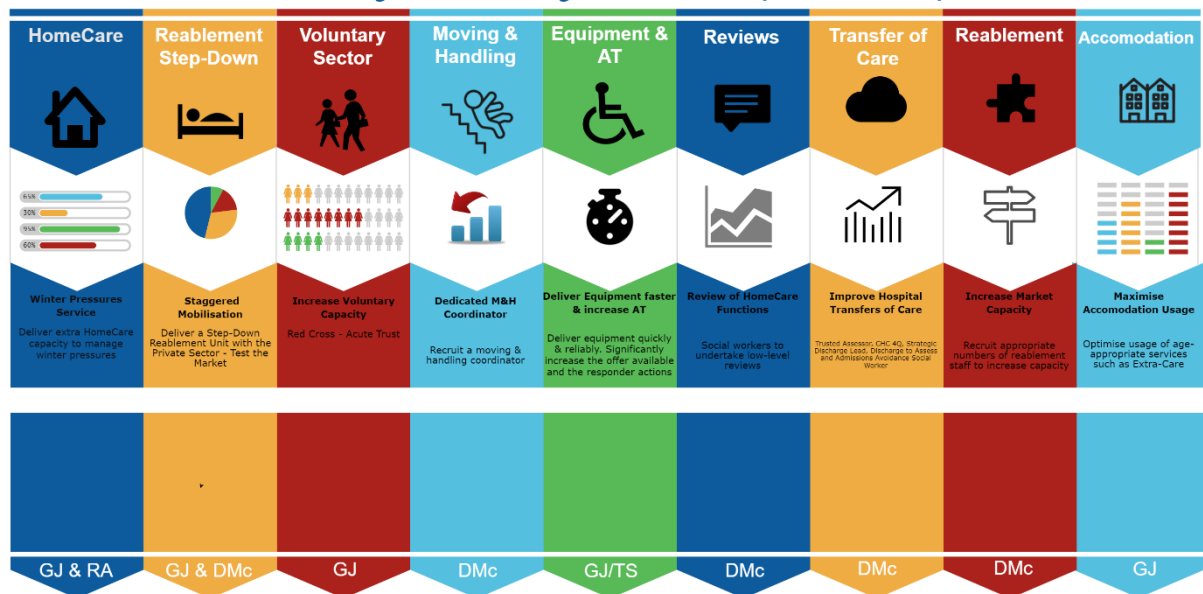 HomeCare
Reablement
Step-Down
Voluntary
Sector
Moving &
Handling
Equipment &
AT
Reviews
Transfer of
Care
Reablement
Accomodation
65%
30%
95%
60%
Winter Pressures
Service
Deliver extra HomeCare
capacity to manage
winter pressures
Staggered
Mobilisation
Deliver a Step-Down
Reablement Unit with the
Private Sector - Test the
Market
Increase Voluntary
Capacity
Red Cross – Acute Trust
Dedicated M&H
Coordinator
Recruit a moving &
handling coordinator
Deliver Equipment faster
& increase AT
Deliver equipment quickly
& reliably. Significantly
increase the offer available
and the responder actions
Review of HomeCare
Functions
Social workers to
undertake low-level
reviews
Improve Hospital
Transfers of Care
Trusted Assessor, CHC 4Q, Strategic
Discharge Lead, Discharge to Assess
and Admissions Avoidance Social
Worker
Increase Market
Capacity
Recruit appropriate
numbers of reablement
staff to increase capacity
Maximise
Accomodation Usage
Optimise usage of age-
appropriate services
such as Extra-Care
GJ & RA
GJ & DMc
GJ
DMc
GJ/TS
DMc
DMc
DMc
GJ